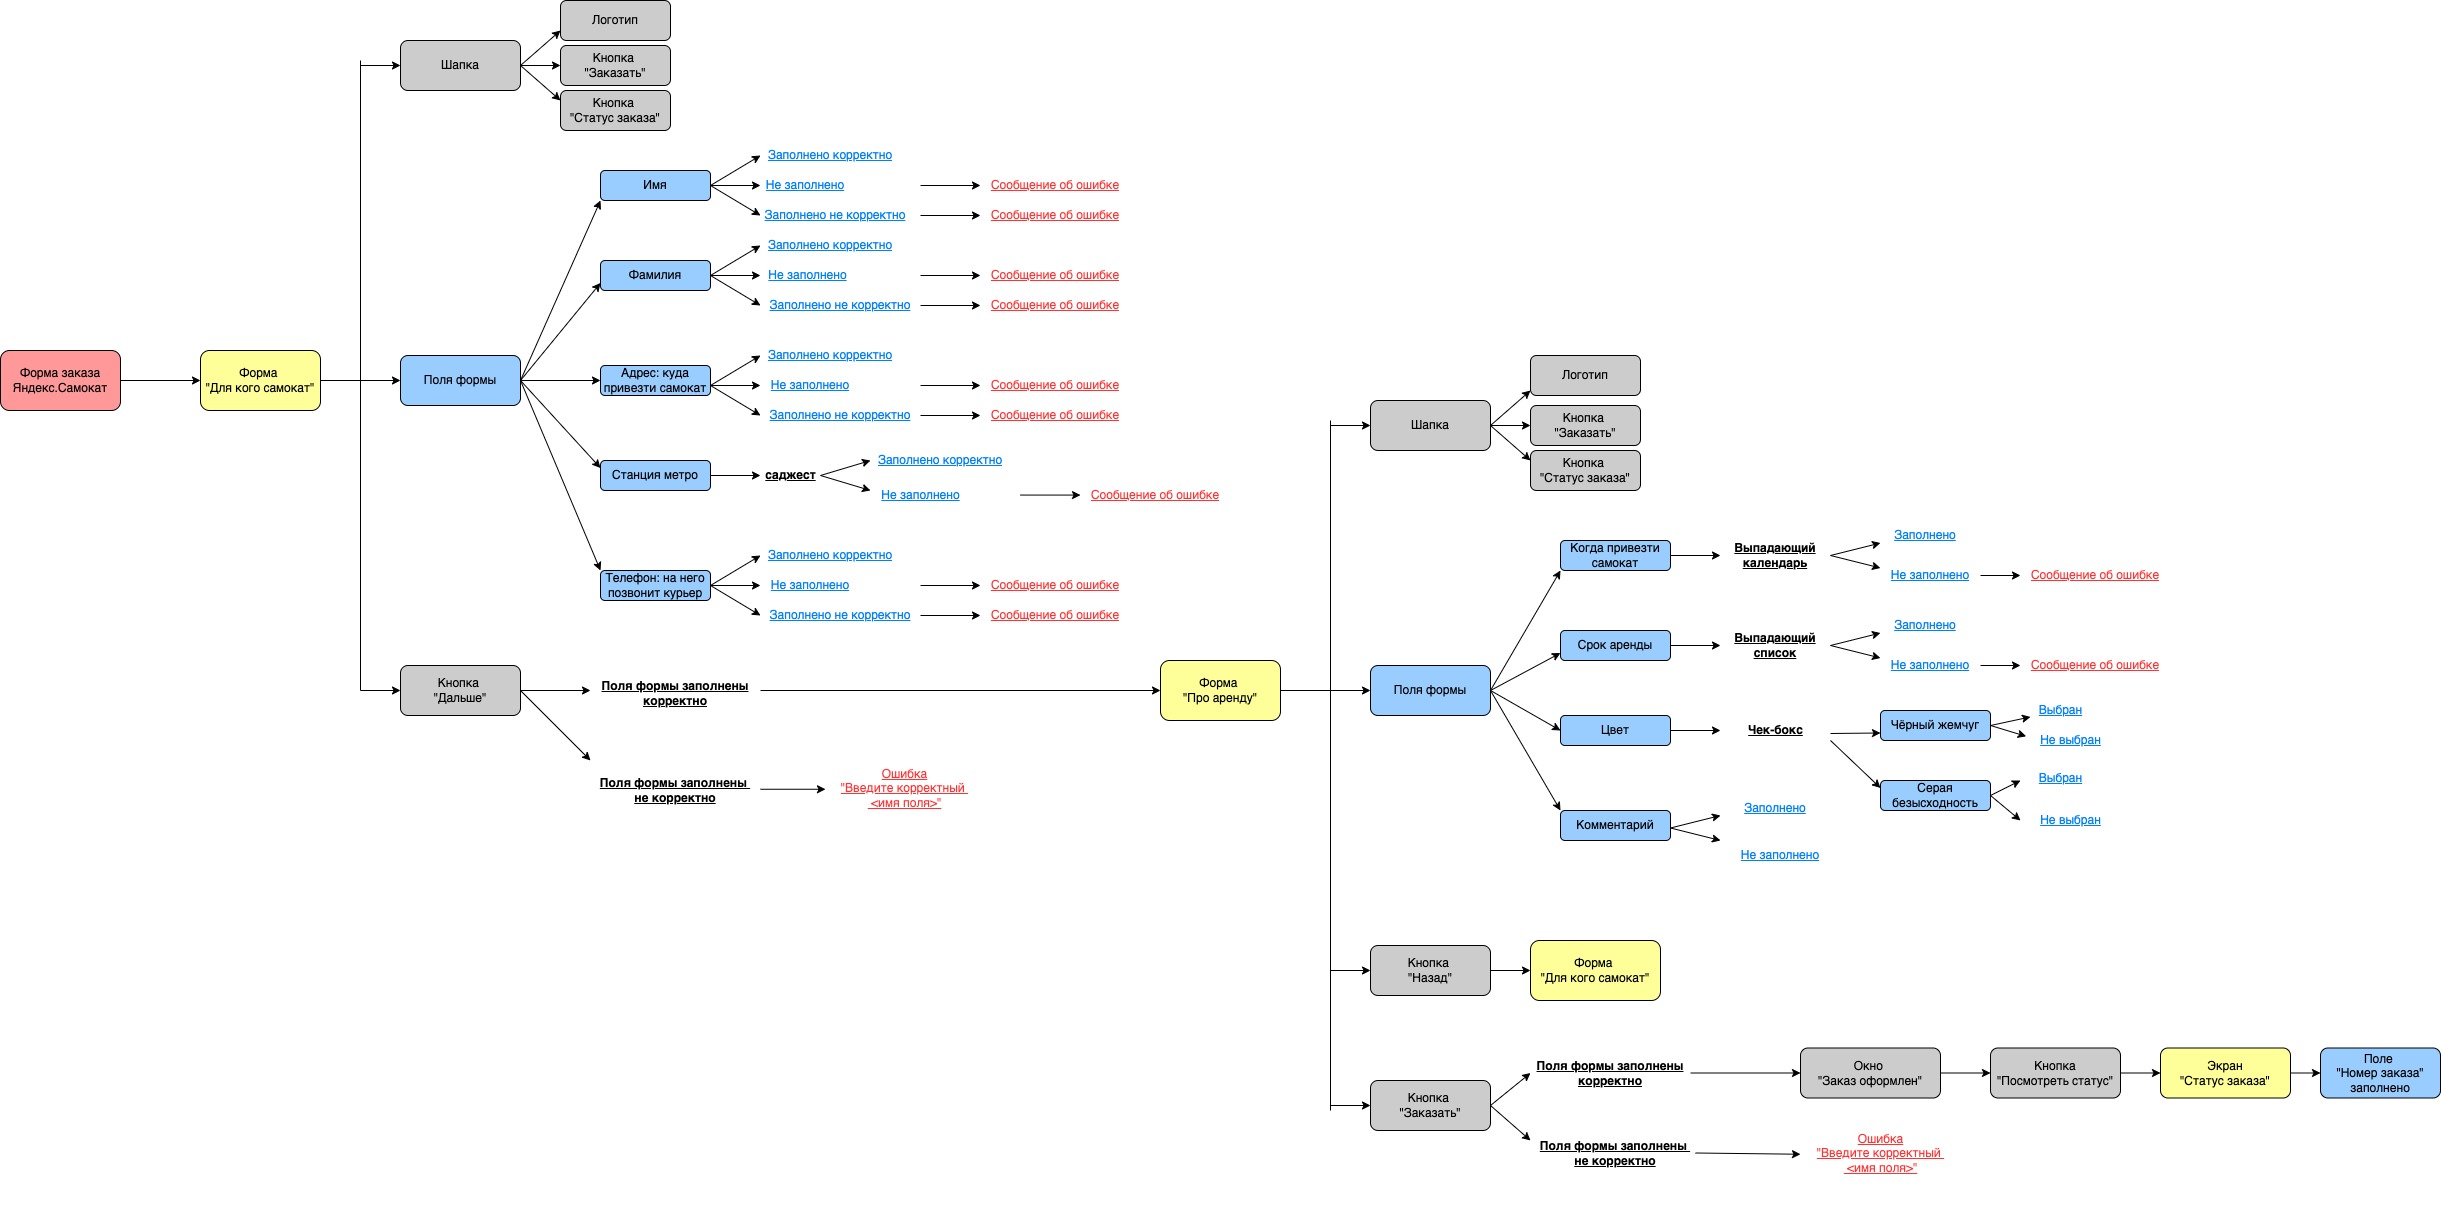 Логотип
Шапка
Кнопка
"Заказать"
Кнопка
"Статус заказа"
Имя
Заполнено корректно
Не заполнено
Сообщение об ошибке
Заполнено не корректно
Сообщение об ошибке
Фамилия
Заполнено корректно
Не заполнено
Сообщение об ошибке
Заполнено не корректно
Сообщение об ошибке
Форма заказа
Яндекс.Самокат
Форма
"Для кого самокат"
Поля формы
Адрес: куда
привезти самокат
Заполнено корректно
Не заполнено
Сообщение об ошибке
Заполнено не корректно
Сообщение об ошибке
Станция метро
саджест
Заполнено корректно
Не заполнено
Сообщение об ошибке
Телефон: на него
позвонит курьер
Заполнено корректно
Не заполнено
Сообщение об ошибке
Заполнено не корректно
Сообщение об ошибке
Кнопка
"Дальше"
Поля формы заполнены
корректно
Поля формы заполнены
не корректно
Ошибка
"Введите корректный
<имя поля>"
Форма
"Про аренду"
Шапка
Логотип
Кнопка
"Заказать"
Кнопка
"Статус заказа"
Поля формы
Когда привезти
самокат
Выпадающий
календарь
Заполнено
Не заполнено
Сообщение об ошибке
Срок аренды
Выпадающий
список
Заполнено
Не заполнено
Сообщение об ошибке
Цвет
Чек-бокс
Чёрный жемчуг
Выбран
Не выбран
Серая
безысходность
Выбран
Не выбран
Комментарий
Заполнено
Не заполнено
Кнопка
"Назад"
Форма
"Для кого самокат"
Кнопка
"Заказать"
Поля формы заполнены
корректно
Окно
"Заказ оформлен"
Кнопка
"Посмотреть статус"
Экран
"Статус заказа"
Поле
"Номер заказа"
заполнено
Поля формы заполнены
не корректно
Ошибка
"Введите корректный
<имя поля>"